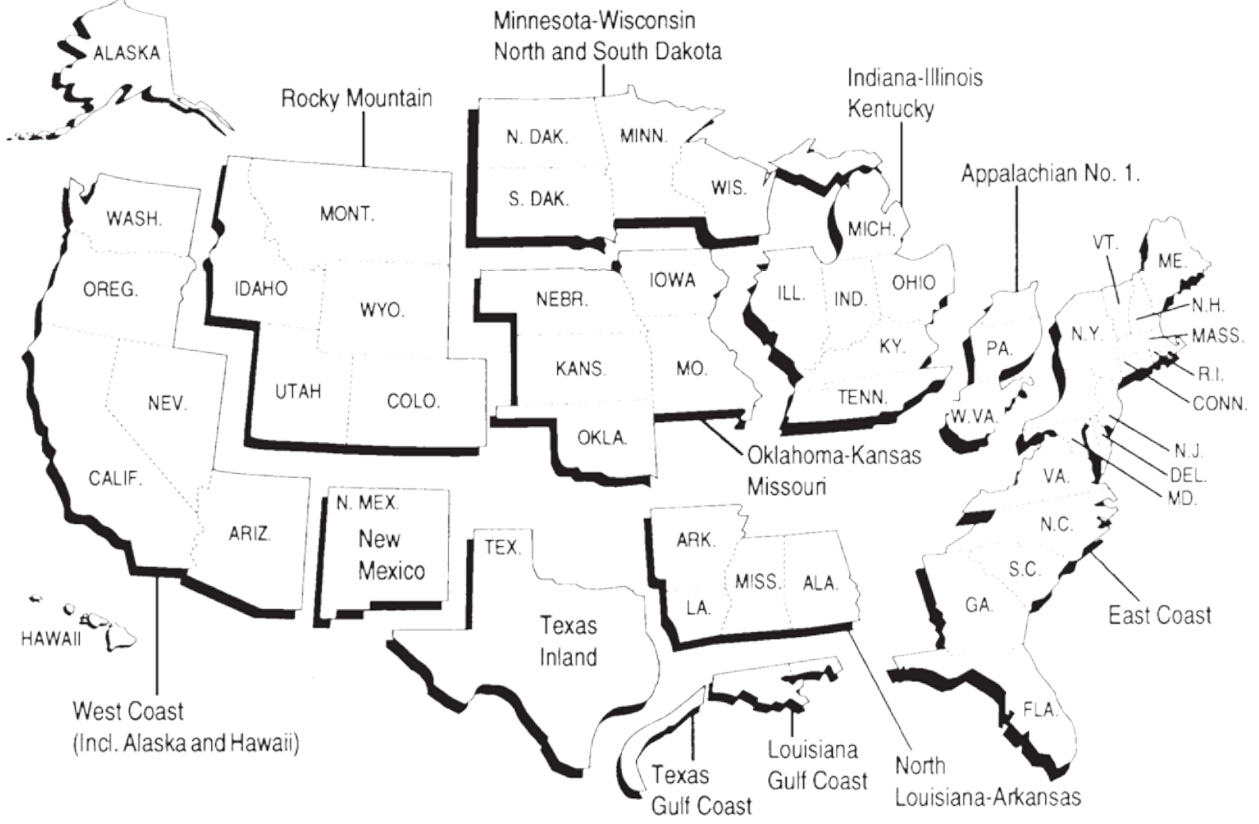 ALASKA
Minnesota-Wisconsin
North and South Dakota
Rocky Mountain
Indiana-Illinois
Kentucky
Appalachian No. 1.
N. DAK.
MINN.
S. DAK.
WIS.
MONT.
WASH.
MICH.
VT.
ME.
OREG.
IDAHO
WYO.
NEBR.
IOWA
ILL.
IND.
OHIO
N.H.
N.Y.
MASS.
PA.
KY.
KANS.
MO.
R.I.
CONN.
NEV.
UTAH
COLO.
TENN.
W.VA.
OKLA.
N.J.
DEL.
MD.
Oklahoma-Kansas
Missouri
CALIF.
VA.
N. MEX.
New
Mexico
ARIZ.
TEX.
ARK.
N.C.
S.C.
MISS.
ALA.
LA.
GA.
East Coast
HAWAII
Texas
Inland
FLA.
West Coast
(Incl. Alaska and Hawaii)
Texas
Gulf Coast
Louisiana
Gulf Coast
North
Louisiana-Arkansas